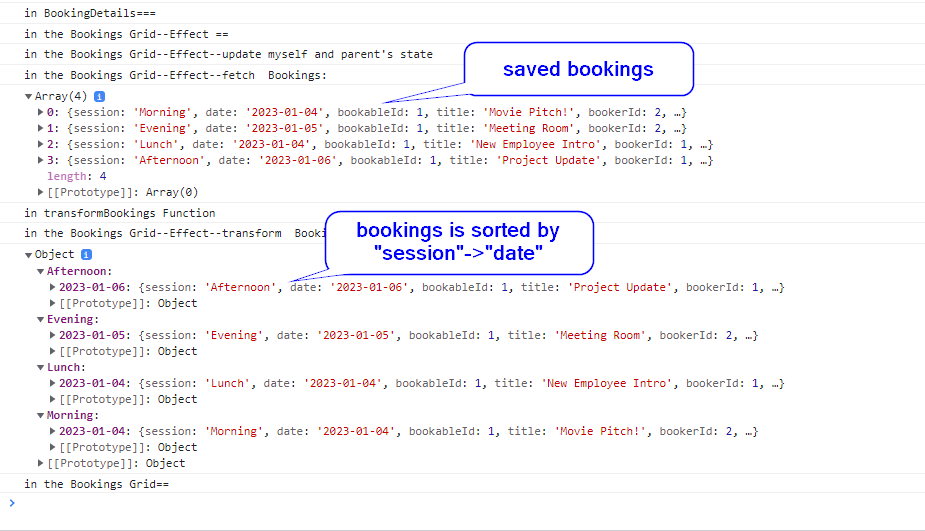 in BookingDetails===
in the Bookings Grid--Effect ==
in the Bookings Grid--Effect--update myself and parent's state
in the Bookings Grid--Effect--fetch  Bookings:
saved bookings
Array(4) i
0: {session: 'Morning', date: '2023-01-04', bookableId: 1, title: 'Movie Pitch!', bookerId: 2, …}
1: {session: 'Evening', date: '2023-01-05', bookableId: 1, title: 'Meeting Room', bookerId: 2, …}
2: {session: 'Lunch', date: '2023-01-04', bookableId: 1, title: 'New Employee Intro', bookerId: 1, …}
3: {session: 'Afternoon', date: '2023-01-06', bookableId: 1, title: 'Project Update', bookerId: 1, …}
length: 4
[[Prototype]]: Array(0)
in transformBookings Function
in the Bookings Grid--Effect--transform
bookings is sorted by
"session"->"date"
Object i
Afternoon:
2023-01-06: {session: 'Afternoon', date: '2023-01-06', bookableId: 1, title: 'Project Update', bookerId: 1, …}
[[Prototype]]: Object
Evening:
2023-01-05: {session: 'Evening', date: '2023-01-05', bookableId: 1, title: 'Meeting Room', bookerId: 2, …}
[[Prototype]]: Object
Lunch:
2023-01-04: {session: 'Lunch', date: '2023-01-04', bookableId: 1, title: 'New Employee Intro', bookerId: 1, …}
[[Prototype]]: Object
Morning:
2023-01-04: {session: 'Morning', date: '2023-01-04', bookableId: 1, title: 'Movie Pitch!', bookerId: 2, …}
[[Prototype]]: Object
[[Prototype]]: Object
in the Bookings Grid==